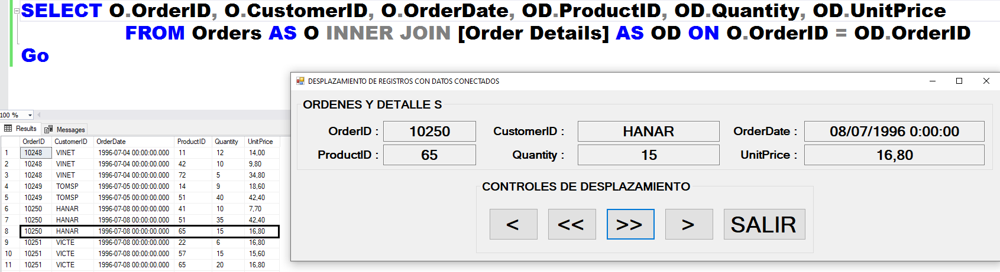 SELECT O.OrderID, O.CustomerID, O.OrderDate, OD.ProductID, OD.Quantity, OD.UnitPrice
FROM Orders AS O INNER JOIN [Order Details] AS OD ON O.OrderID = OD.OrderID
Go
100 %
Results Messages
OrderID CustomerID OrderDate ProductID Quantity UnitPrice
1 10248 VINET 1996-07-04 00:00:00.000 11 12 14,00
2 10248 VINET 1996-07-04 00:00:00.000 42 10 9,80
3 10248 VINET 1996-07-04 00:00:00.000 72 5 34,80
4 10249 TOMSP 1996-07-05 00:00:00.000 14 9 18,60
5 10249 TOMSP 1996-07-05 00:00:00.000 51 40 42,40
6 10250 HANAR 1996-07-08 00:00:00.000 41 10 7,70
7 10250 HANAR 1996-07-08 00:00:00.000 51 35 42,40
8 10250 HANAR 1996-07-08 00:00:00.000 65 15 16,80
9 10251 VICTE 1996-07-08 00:00:00.000 22 6 16,80
10 10251 VICTE 1996-07-08 00:00:00.000 57 15 15,60
11 10251 VICTE 1996-07-08 00:00:00.000 65 20 16,80
DESPLAZAMIENTO DE REGISTROS CON DATOS CONECTADOS
ORDENES Y DETALLE S
OrderID : 10250 CustomerID : HANAR OrderDate : 08/07/1996 0:00:00
ProductID : 65 Quantity : 15 UnitPrice : 16,80
CONTROLES DE DESPLAZAMIENTO
< << >> > SALIR